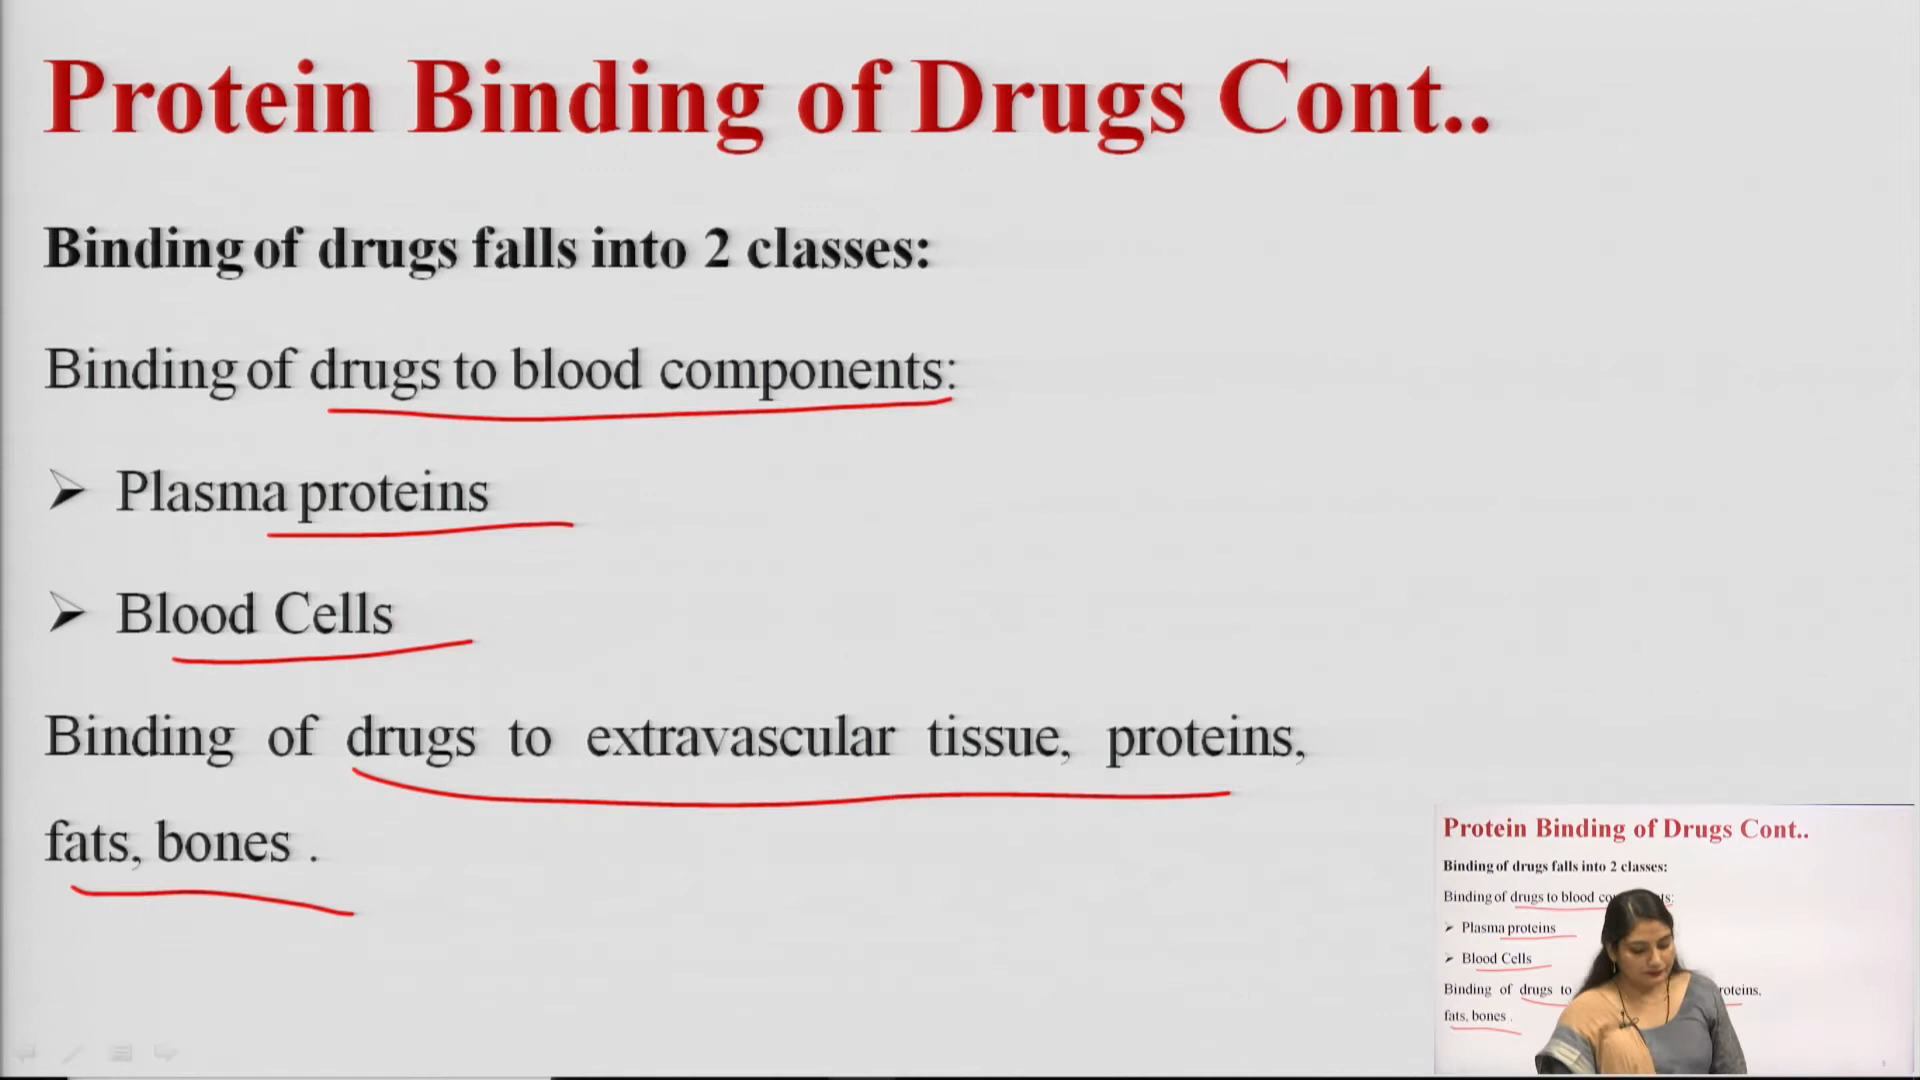 Protein Binding of Drugs Cont..
Binding of drugs falls into 2 classes:
Binding of drugs to blood components:
➢ Plasma proteins
➢ Blood Cells
Binding of drugs to extravascular tissue, proteins,
fats, bones .
Protein Binding of Drugs Cont..
Binding of drugs falls into 2 classes:
Binding of drugs to blood
➢ Plasma proteins
➢ Blood Cells
Binding of drugs to
fats, bones .